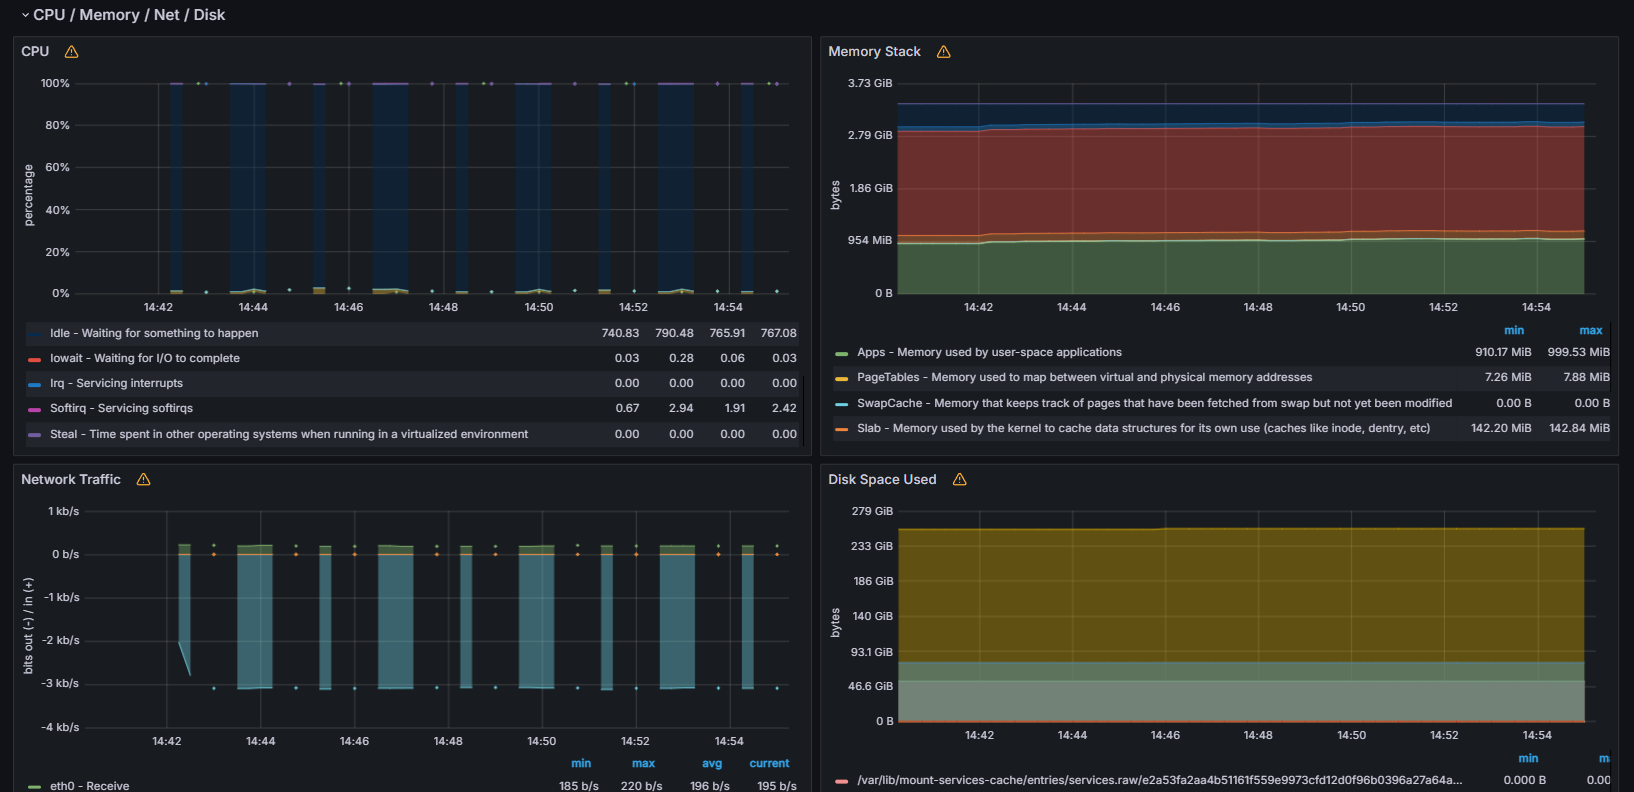 CPU / Memory / Net / Disk
CPU
100%
80%
60%
40%
20%
0%
percentage
14:42 14:44 14:46 14:48 14:50 14:52 14:54
Idle - Waiting for something to happen 740.83 790.48 765.91 767.08
Iowait - Waiting for I/O to complete 0.03 0.28 0.06 0.03
Irq - Servicing interrupts 0.00 0.00 0.00 0.00
Softirq - Servicing softirqs 0.67 2.94 1.91 2.42
Steal - Time spent in other operating systems when running in a virtualized environment 0.00 0.00 0.00 0.00
Memory Stack
3.73 GiB
2.79 GiB
1.86 GiB
954 MiB
0 B
bytes
14:42 14:44 14:46 14:48 14:50 14:52 14:54
min max
Apps - Memory used by user-space applications 910.17 MiB 999.53 MiB
PageTables - Memory used to map between virtual and physical memory addresses 7.26 MiB 7.88 MiB
SwapCache - Memory that keeps track of pages that have been fetched from swap but not yet been modified 0.00 B 0.00 B
Slab - Memory used by the kernel to cache data structures for its own use (caches like inode, dentry, etc) 142.20 MiB 142.84 MiB
Network Traffic
1 kb/s
0 b/s
-1 kb/s
-2 kb/s
-3 kb/s
-4 kb/s
bits out (-) / in (+)
14:42 14:44 14:46 14:48 14:50 14:52 14:54
min max avg current
eth0 - Receive 185 b/s 220 b/s 196 b/s 195 b/s
Disk Space Used
279 GiB
233 GiB
186 GiB
140 GiB
93.1 GiB
46.6 GiB
0 B
bytes
14:42 14:44 14:46 14:48 14:50 14:52 14:54
min m
/var/lib/mount-services-cache/entries/services.raw/e2a53fa2aa4b51161f559e9973cfd12d0f96b0396a27a64a... 0.000 B 0.00